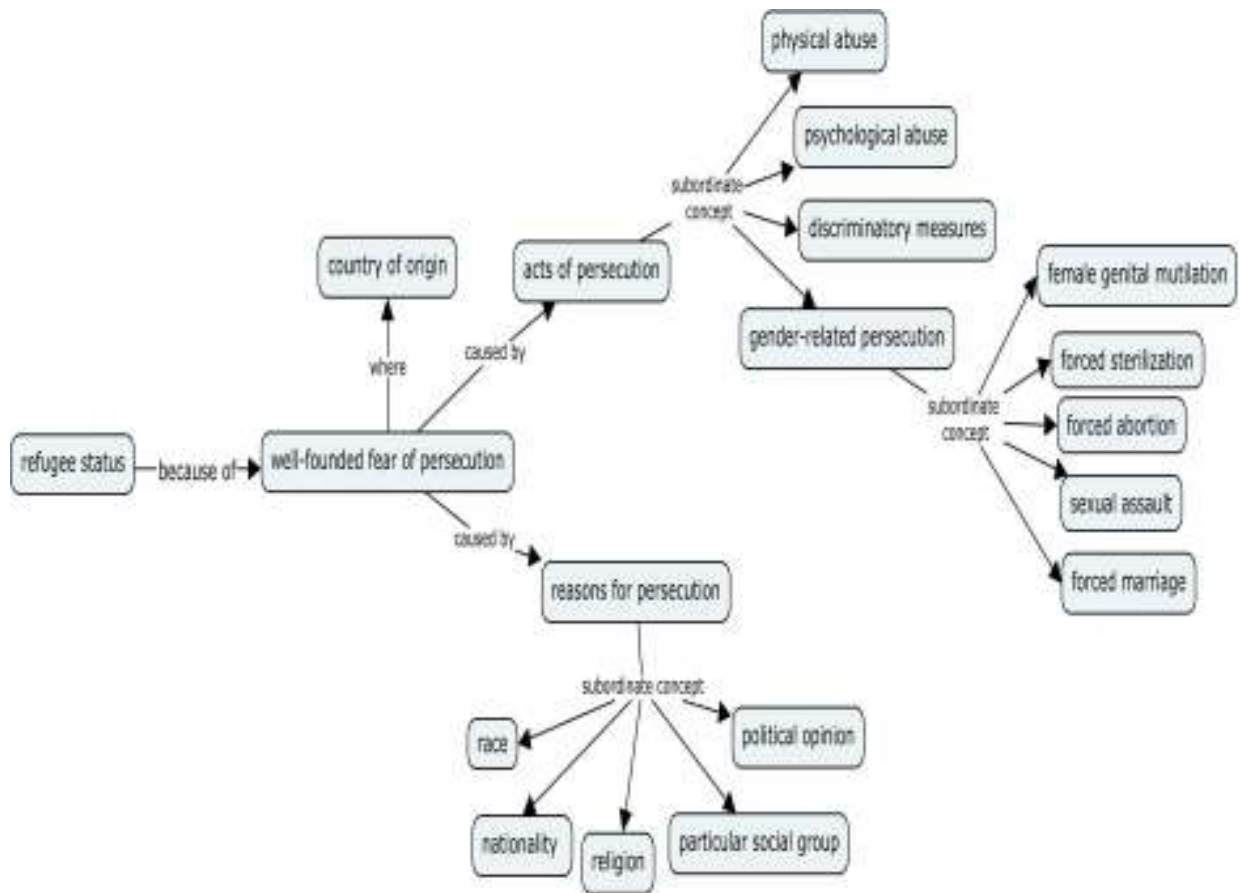 physical abuse
psychological abuse
subordinate
concept
discriminatory measures
country of origin
acts of persecution
female genital mutilation
gender-related persecution
where
caused by
forced sterilization
subordinate
concept
forced abortion
refugee status
because of
well-founded fear of persecution
sexual assault
caused by
forced marriage
reasons for persecution
subordinate concept
race
political opinion
nationality
religion
particular social group